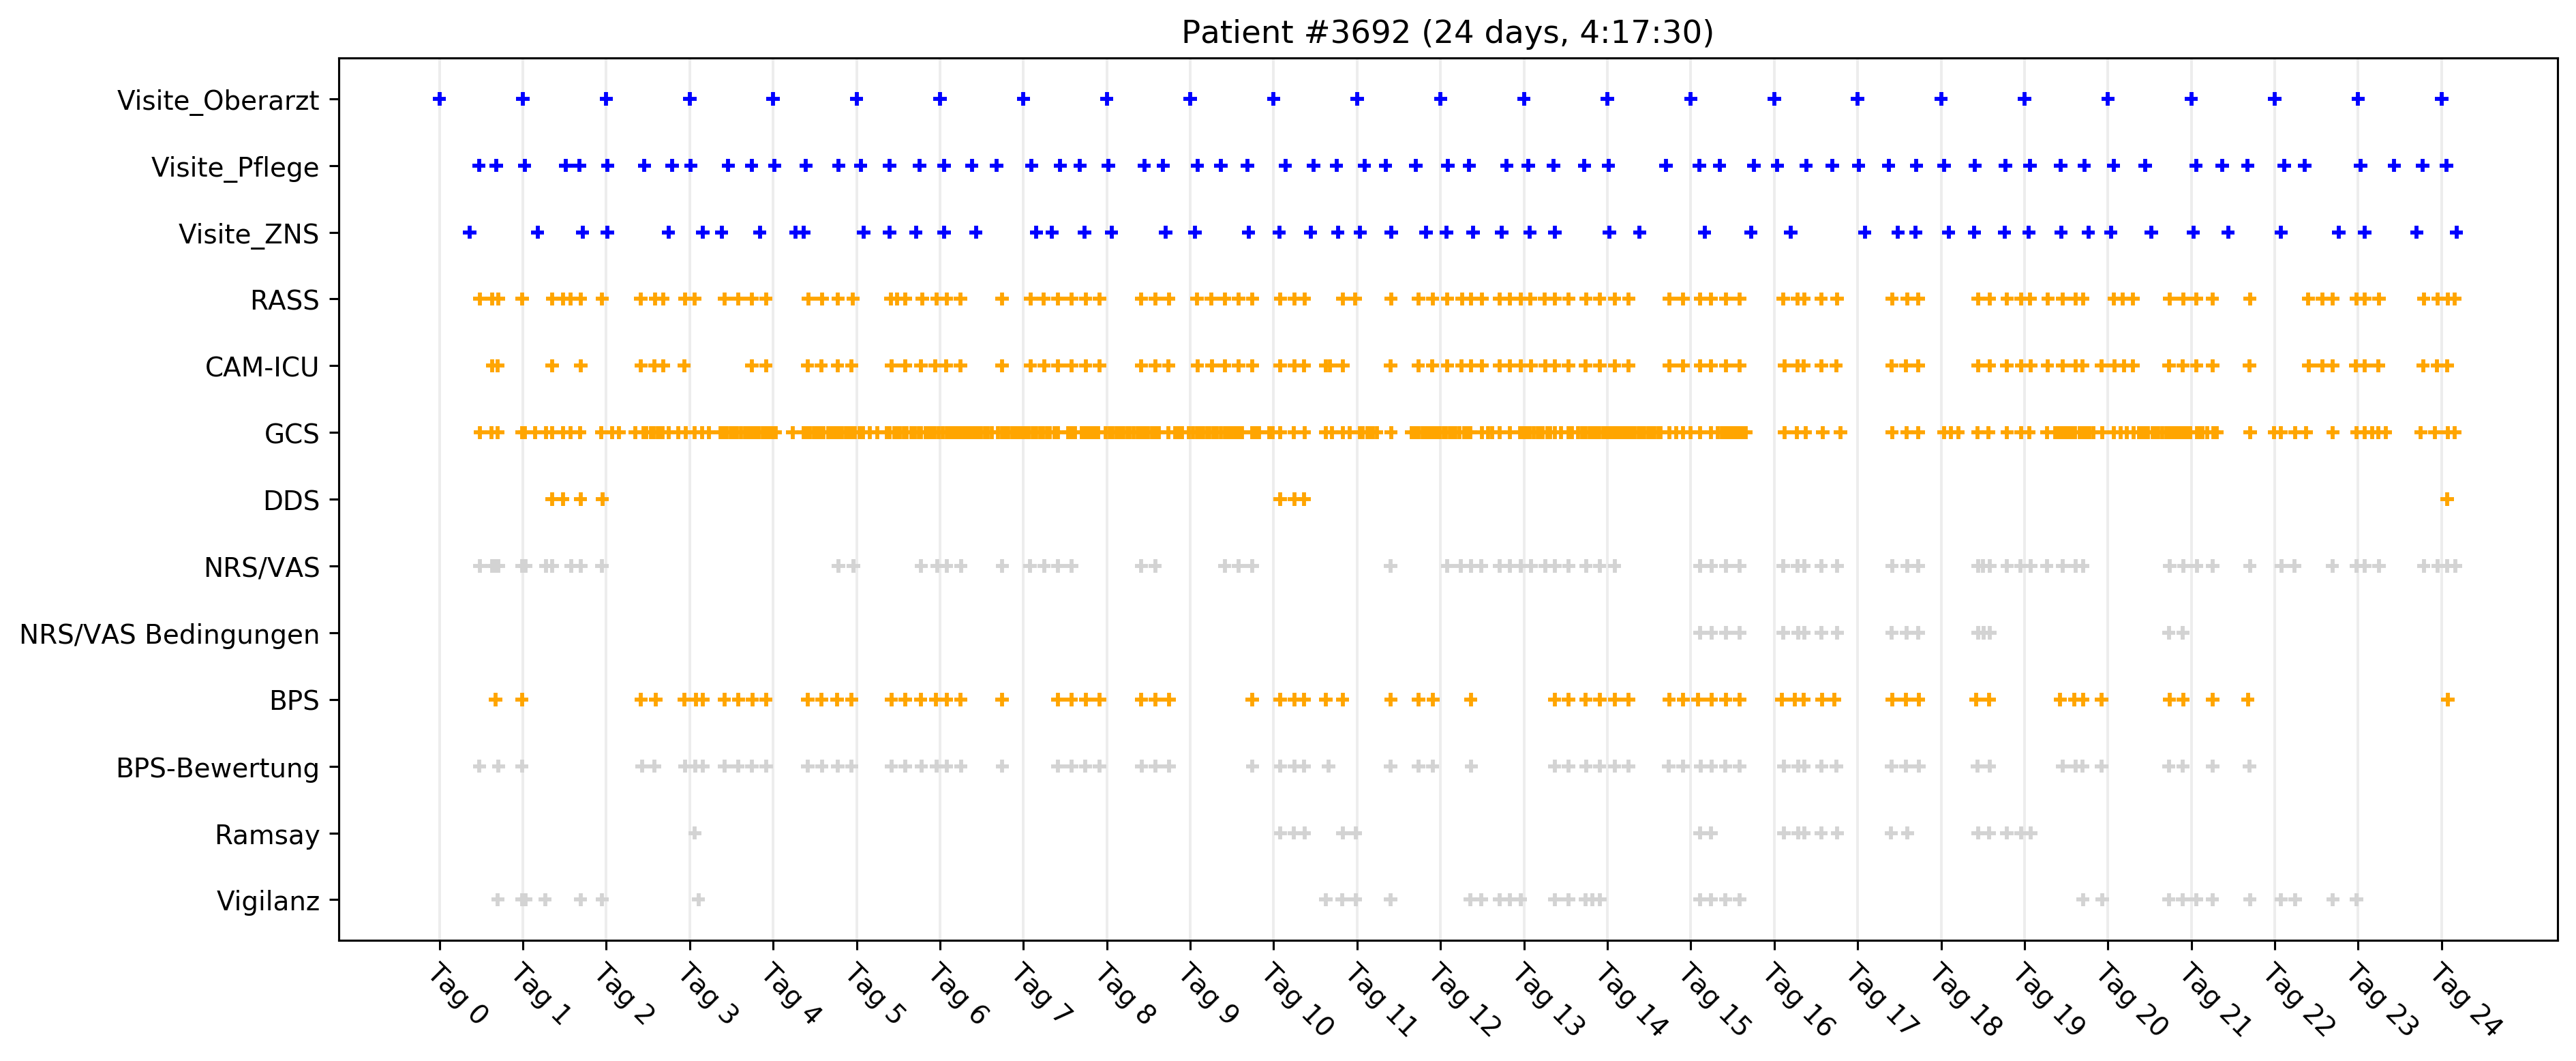 Patient #3692 (24 days, 4:17:30)
Visite_Oberarzt
Visite_Pflege
Visite_ZNS
RASS
CAM-ICU
GCS
DDS
NRS/VAS
NRS/VAS Bedingungen
BPS
BPS-Bewertung
Ramsay
Vigilanz
Tag 0
Tag 1
Tag 2
Tag 3
Tag 4
Tag 5
Tag 6
Tag 7
Tag 8
Tag 9
Tag 10
Tag 11
Tag 12
Tag 13
Tag 14
Tag 15
Tag 16
Tag 17
Tag 18
Tag 19
Tag 20
Tag 21
Tag 22
Tag 23
Tag 24